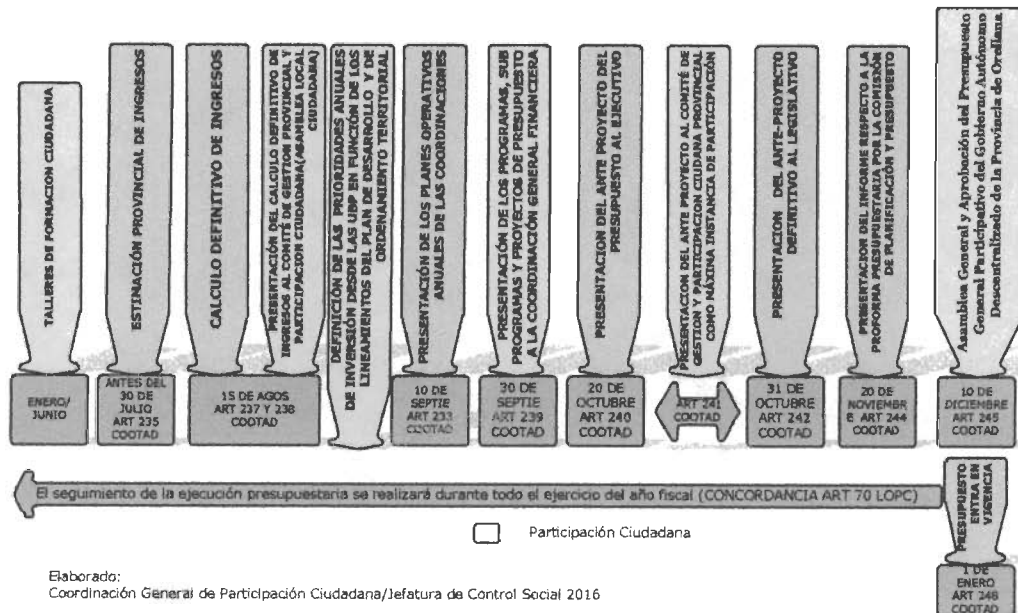 TALLERES DE FORMACION CIUDADANA
ENERO/
JUNIO
ESTIMACIÓN PROVINCIAL DE INGRESOS
ANTES DEL
30 DE
JULIO
ART 235
COOTAD
CALCULO DEFINITIVO DE INGRESOS
PRESENTACIÓN DEL CALCULO DEFINITIVO DE
INGRESOS AL COMITÉ DE GESTION PROVINCIAL Y
PARTICIPACION CIUDADANA(ASAMBLEA LOCAL
CIUDADANA)
15 DE AGOS
ART 237 Y 238
COOTAD
DEFINICIÓN DE LAS PRIORIDADES ANUALES
DE INVERSIÓN DESDE LAS UBP EN FUNCIÓN DE LOS
LINEAMIENTOS DEL PLAN DE DESARROLLO Y DE
ORDENAMIENTO TERRITORIAL
PRESENTACIÓN DE LOS PLANES OPERATIVOS
ANUALES DE LAS COORDINACIONES
10 DE
SEPTIE
ART 233
COOTAD
PRESENTACIÓN DE LOS PROGRAMAS, SUB
PROGRAMAS Y PROYECTOS DE PRESUPUESTO
A LA COORDINACIÓN GENERAL FINANCIERA
30 DE
SEPTIE
ART 239
COOTAD
PRESENTACION DEL ANTE PROYECTO DEL
PRESUPUESTO AL EJECUTIVO
20 DE
OCTUBRE
ART 240
COOTAD
PRESENTACCION DEL ANTE PROYECTO AL COMITÉ DE
GESTION Y PARTICIPACION CIUDADANA PROVINCIAL
COMO MÁXIMA INSTANCIA DE PARTICIPACIÓN
ART 241
COOTAD
PRESENTACION DEL ANTE-PROYECTO
DEFINITIVO AL LEGISLATIVO
31 DE
OCTUBRE
ART 242
COOTAD
PRESENTAACION DEL INFORME RESPECTO A LA
PROFORMA PRESUPUESTARIA POR LA COMISIÓN
DE PLANIFICACIÓN Y PRESUPUESTO
20 DE
NOVIEMBR
E ART 244
COOTAD
Asamblea General y Aprobación del Presupuesto
General Participativo del Gobierno Autónomo
Descentralizado de la Provincia de Orellana
10 DE
DICIEMBRE
ART 245
COOTAD
El seguimiento de la ejecución presupuestaria se realizará durante todo el ejercicio del año fiscal (CONCORDANCIA ART 70 LOPC)
PRESUPUESTO
ENTRA EN
VIGENCIA
1 DE
ENERO
ART 248
COOTAD
Participación Ciudadana
Elaborado:
Coordinación General de Participación Ciudadana/Jefatura de Control Social 2016